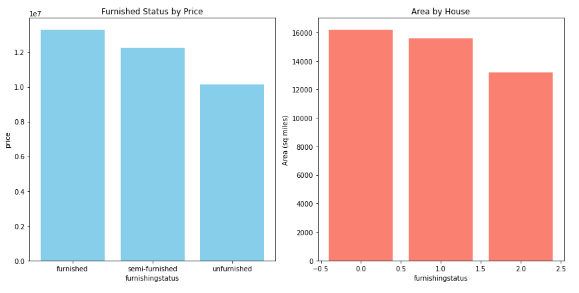 Furnished Status by Price
1e7
1.2
1.0
0.8
0.6
0.4
0.2
0.0
price
furnished semi-furnished unfurnished
furnishingstatus
Area by House
16000
14000
12000
10000
8000
6000
4000
2000
0
Area (sq miles)
-0.5 0.0 0.5 1.0 1.5 2.0 2.5
furnishingstatus